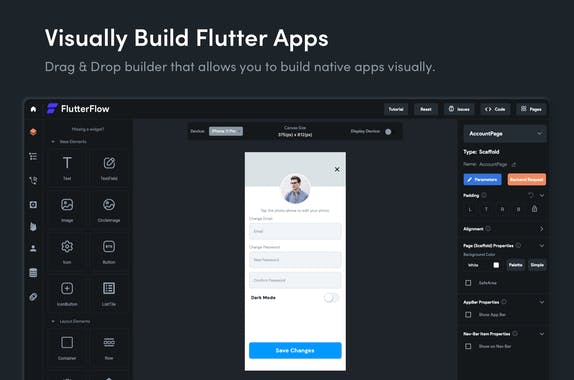 Visually Build Flutter Apps
Drag & Drop builder that allows you to build native apps visually.
FlutterFlow
Tutorial
Reset
Issues
Code
Pages
Missing a widget?
Base Elements
Text
TextField
Image
CircleImage
Icon
Button
IconButton
ListTile
Layout Elements
Container
Row
Device:
iPhone 11 Pro
Canvas Size
375(px) x 812(px)
Display Device:
Tap the photo above to edit your photo.
Change Email
Email
Change Password
New Password
Confirm Password
Dark Mode
Save Changes
AccountPage
Type: Scaffold
Name: AccountPage
Parameters
Backend Request
Padding
L T R B
Alignment
Page (Scaffold) Properties
Background Color
White
Palette
Simple
SafeArea
AppBar Properties
Show App Bar
Nav Bar Item Properties
Show on Nav Bar